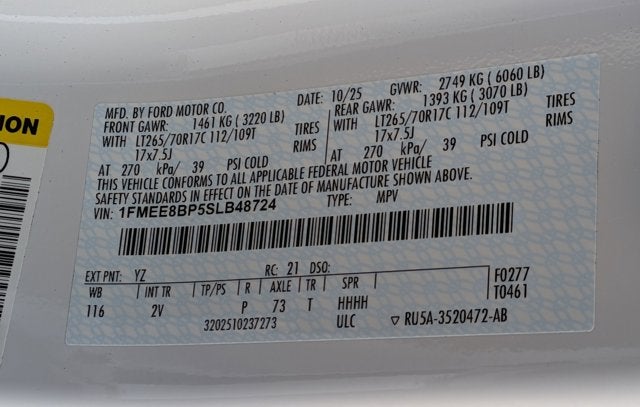 ION
MFD. BY FORD MOTOR CO. DATE: 10/25 GVWR: 2749 KG ( 6060 LB)
FRONT GAWR: 1461 KG ( 3220 LB) REAR GAWR: 1393 KG ( 3070 LB)
WITH LT265/70R17C 112/109T TIRES WITH LT265/70R17C 112/109T TIRES
17x7.5J RIMS 17x7.5J RIMS
AT 270 kPa/ 39 PSI COLD AT 270 kPa/ 39 PSI COLD
THIS VEHICLE CONFORMS TO ALL APPLICABLE FEDERAL MOTOR VEHICLE
SAFETY STANDARDS IN EFFECT ON THE DATE OF MANUFACTURE SHOWN ABOVE.
VIN: 1FMEE8BP5SLB48724 TYPE: MPV
EXT PNT: YZ RC: 21 DSO: F0277
WB INT TR TP/PS R AXLE TR SPR T0461
116 2V P 73 T HHHH
3202510237273 ULC ▽ RU5A-3520472-AB